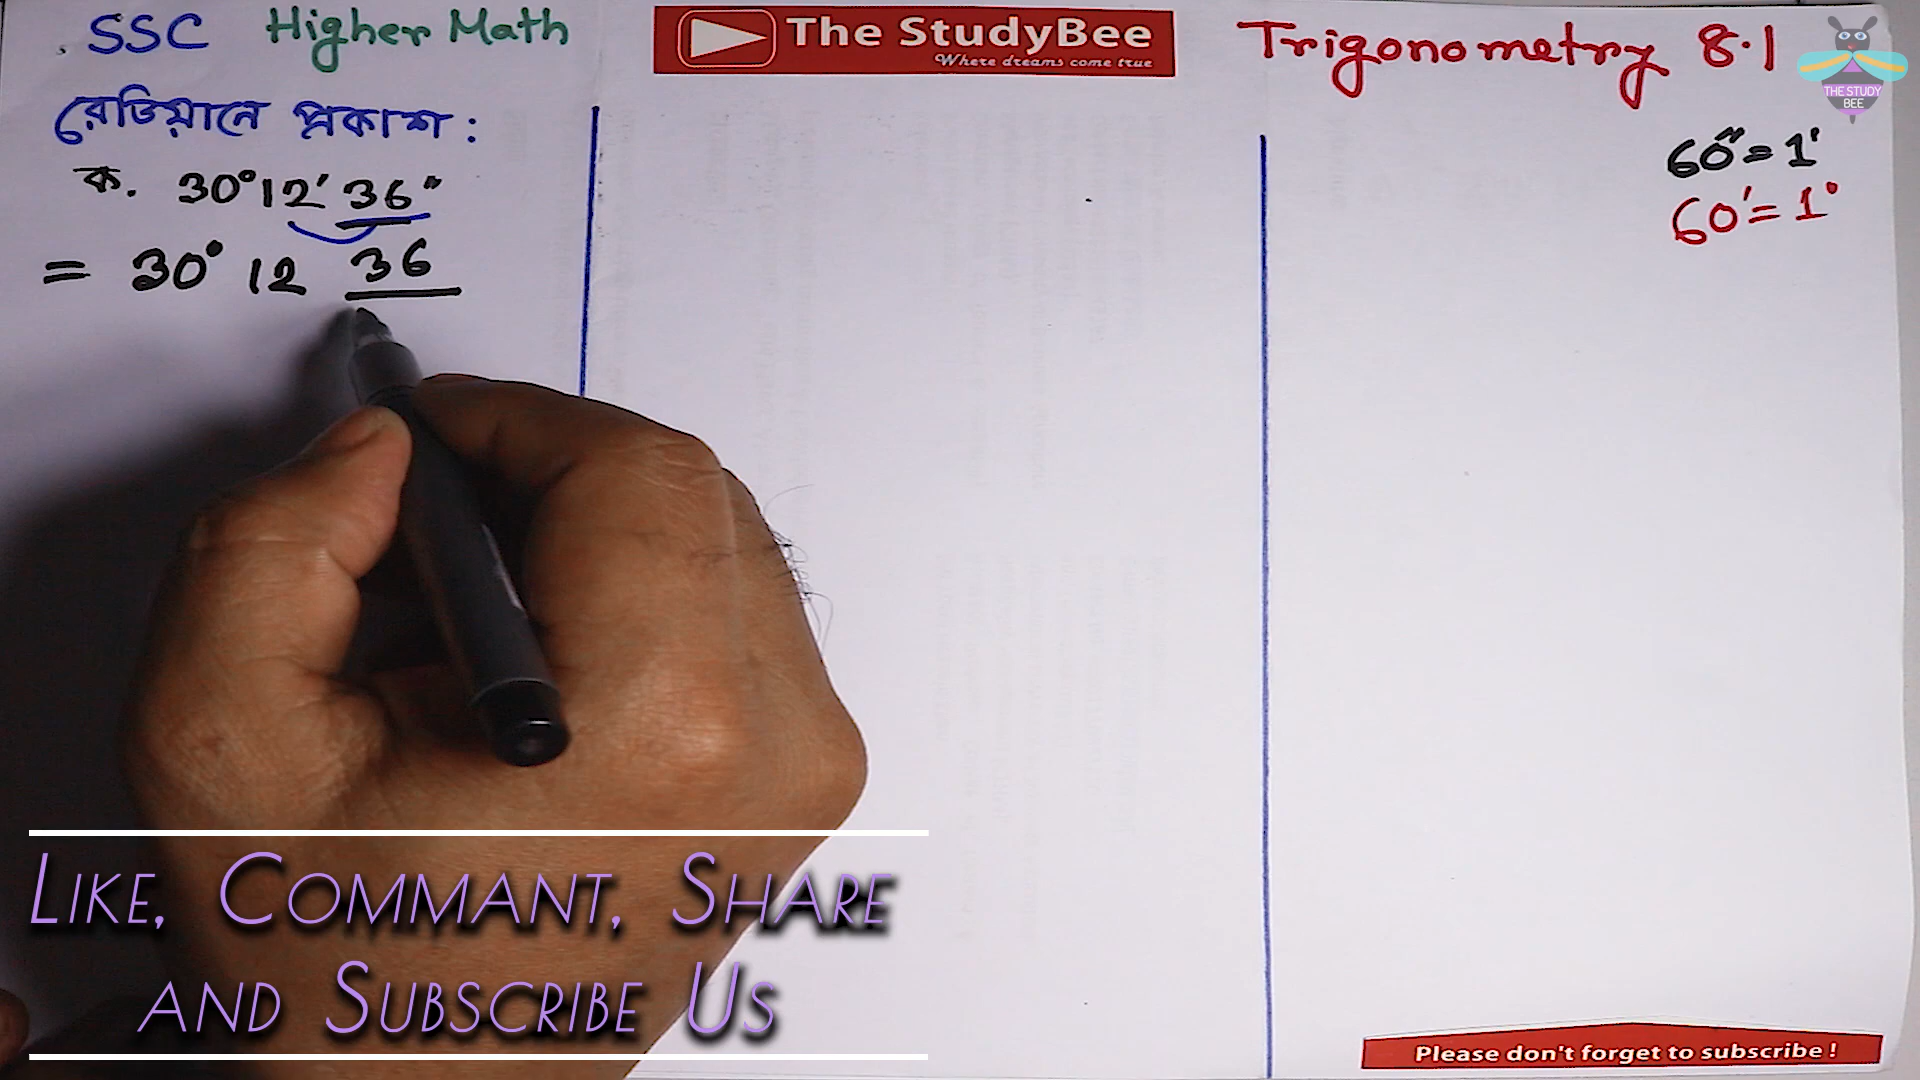 SSC Higher Math
The StudyBee
Where dreams come true
Trigonometry 8.1
THE STUDY
BEE
রেডিয়ানে প্রকাশ :
ক. 30° 12' 36"
= 30° 12 36
60" = 1'
60' = 1°
LIKE, COMMANT, SHARE
AND SUBSCRIBE US
Please don't forget to subscribe !